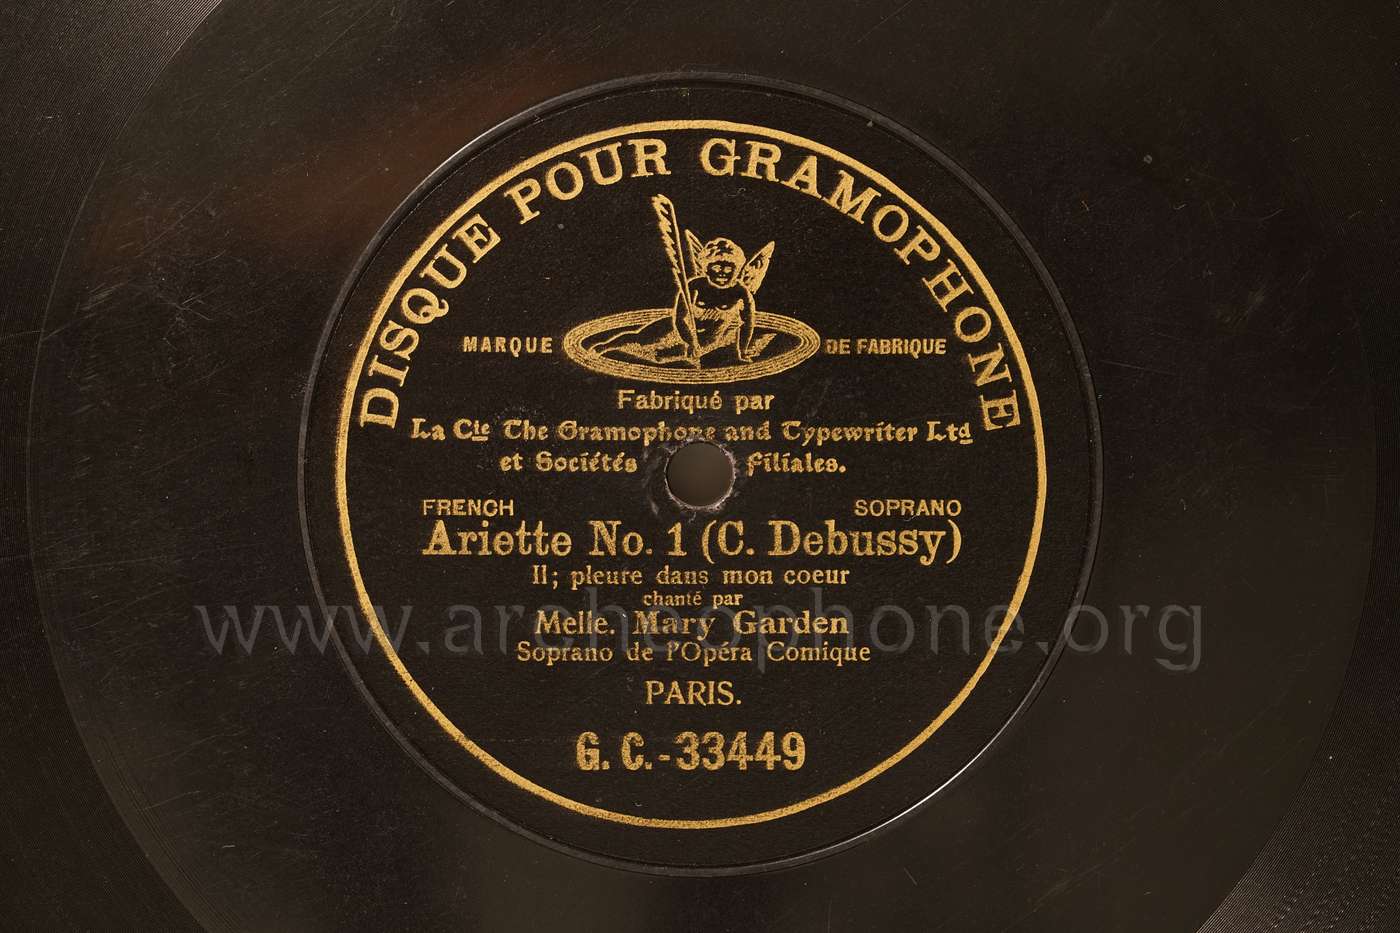 DISQUE POUR GRAMOPHONE
MARQUE DE FABRIQUE
Fabriqué par
La Cie The Gramophone and Typewriter Ltd
et Sociétés filiales.
FRENCH SOPRANO
Ariette No. 1 (C. Debussy)
Il; pleure dans mon coeur
chanté par
Melle. Mary Garden
Soprano de l'Opéra Comique
PARIS.
G. C.-33449
www.archeophone.org